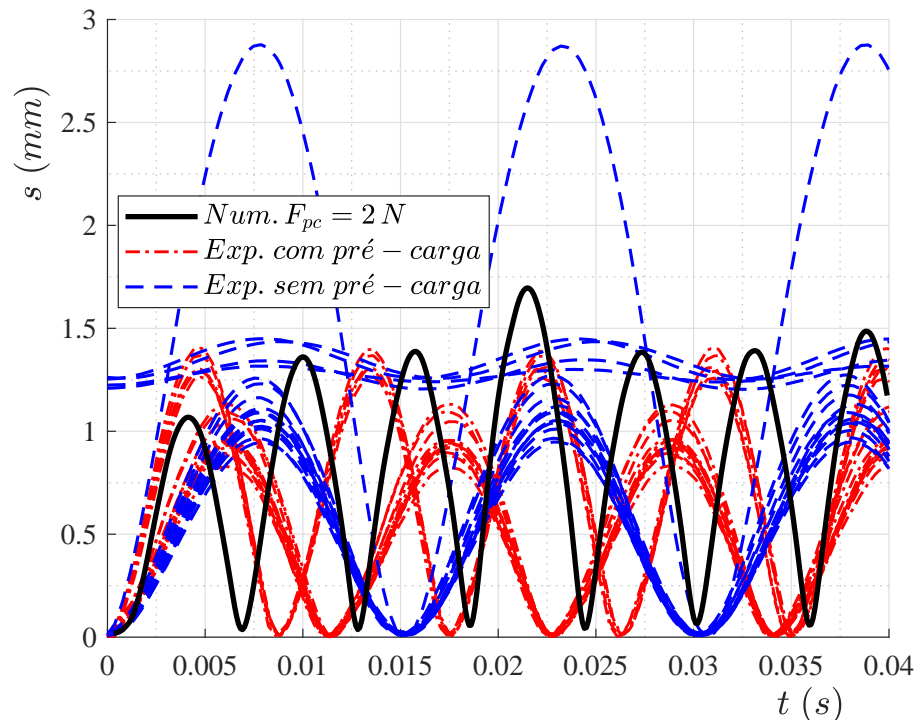 3
2.5
2
1.5
1
0.5
0
s (mm)
Num. F_pc = 2 N
Exp. com pré − carga
Exp. sem pré − carga
0 0.005 0.01 0.015 0.02 0.025 0.03 0.035 0.04
t (s)